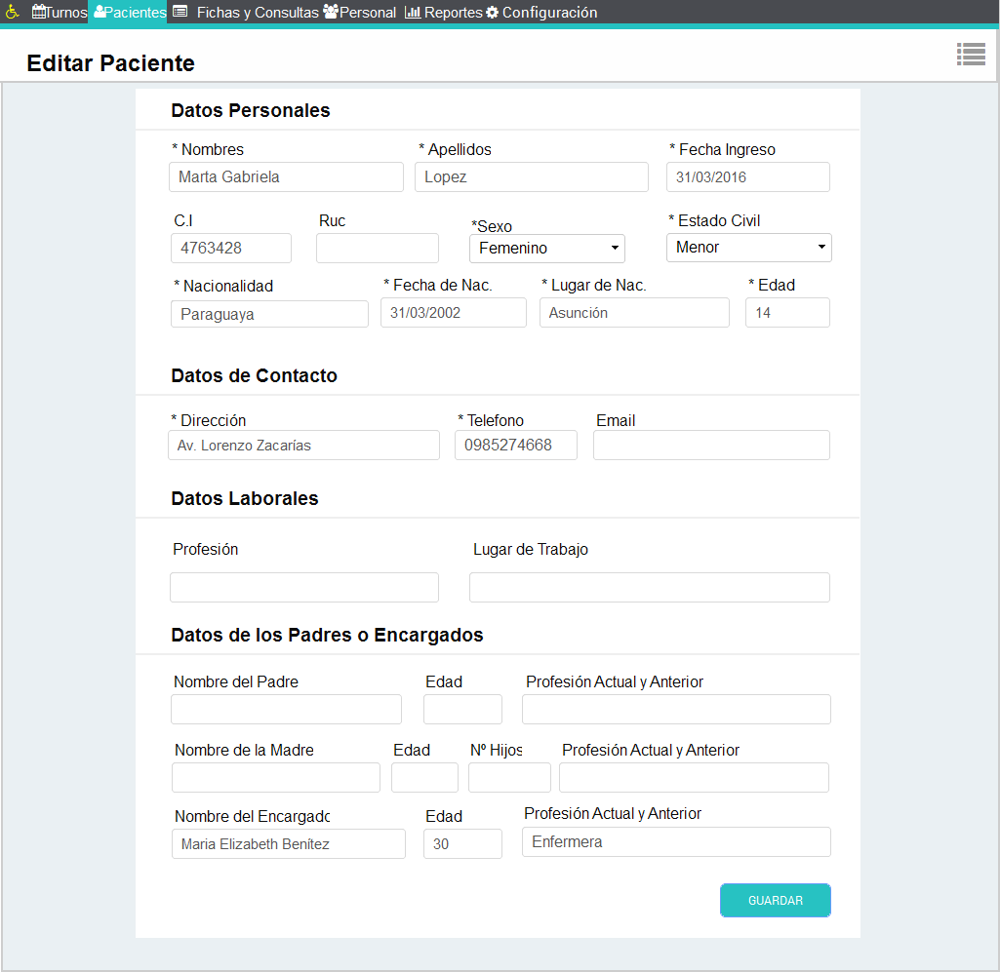 Turnos Pacientes Fichas y Consultas Personal Reportes Configuración
Editar Paciente
Datos Personales
* Nombres * Apellidos * Fecha Ingreso
Marta Gabriela Lopez 31/03/2016
C.I Ruc *Sexo * Estado Civil
4763428 Femenino Menor
* Nacionalidad * Fecha de Nac. * Lugar de Nac. * Edad
Paraguaya 31/03/2002 Asunción 14
Datos de Contacto
* Dirección * Telefono Email
Av. Lorenzo Zacarías 0985274668
Datos Laborales
Profesión Lugar de Trabajo
Datos de los Padres o Encargados
Nombre del Padre Edad Profesión Actual y Anterior
Nombre de la Madre Edad Nº Hijos Profesión Actual y Anterior
Nombre del Encargado Edad Profesión Actual y Anterior
Maria Elizabeth Benítez 30 Enfermera
GUARDAR